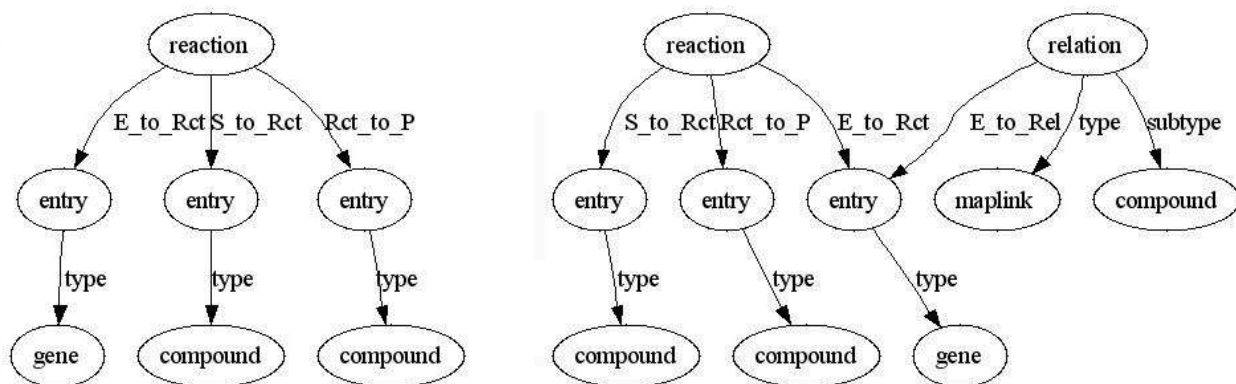 reaction reaction relation
E_to_Rct S_to_Rct Rct_to_P S_to_Rct Rct_to_P E_to_Rct E_to_Rel type subtype
entry entry entry entry entry entry maplink compound
type type type type type type
gene compound compound compound compound gene